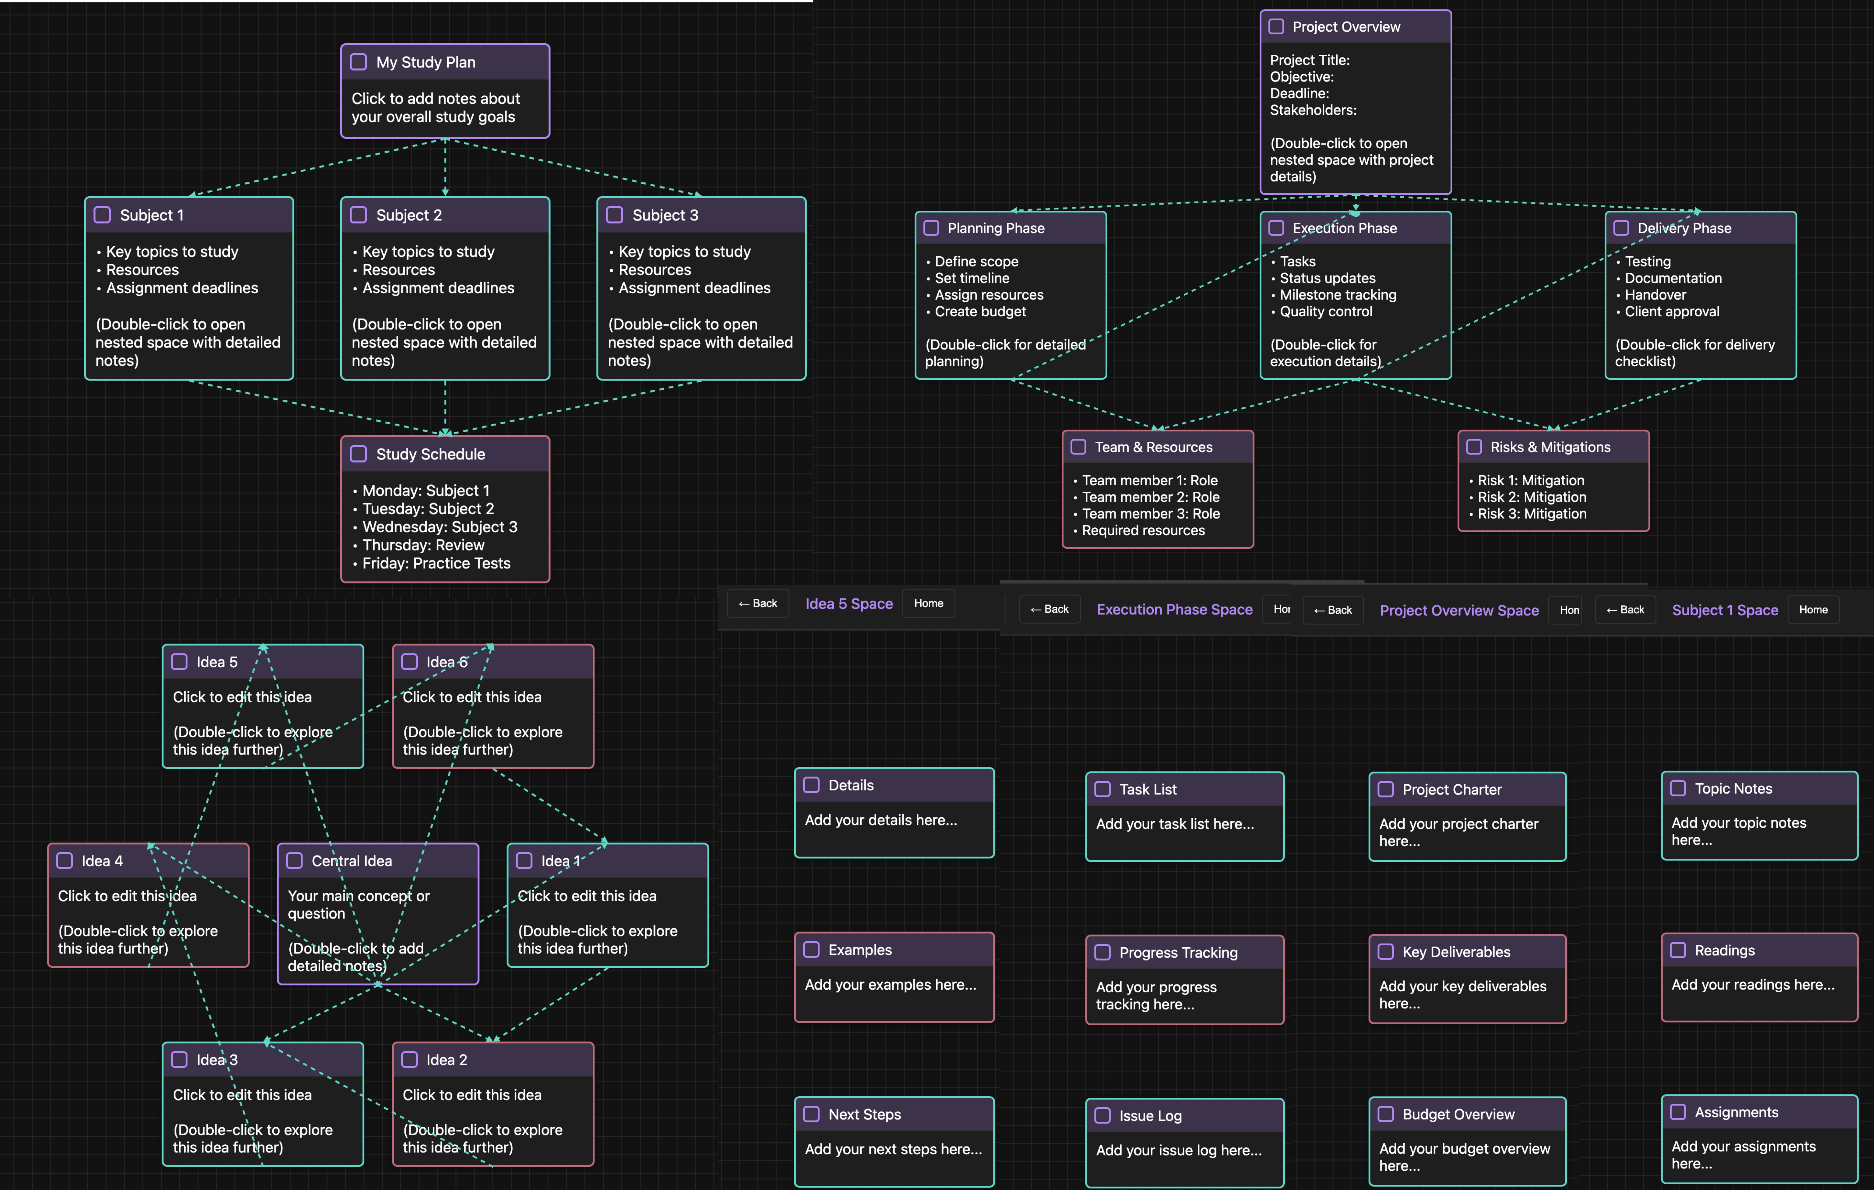 My Study Plan
Click to add notes about
your overall study goals
Subject 1
• Key topics to study
• Resources
• Assignment deadlines
(Double-click to open
nested space with detailed
notes)
Subject 2
• Key topics to study
• Resources
• Assignment deadlines
(Double-click to open
nested space with detailed
notes)
Subject 3
• Key topics to study
• Resources
• Assignment deadlines
(Double-click to open
nested space with detailed
notes)
Study Schedule
• Monday: Subject 1
• Tuesday: Subject 2
• Wednesday: Subject 3
• Thursday: Review
• Friday: Practice Tests
Project Overview
Project Title:
Objective:
Deadline:
Stakeholders:
(Double-click to open
nested space with project
details)
Planning Phase
• Define scope
• Set timeline
• Assign resources
• Create budget
(Double-click for detailed
planning)
Execution Phase
• Tasks
• Status updates
• Milestone tracking
• Quality control
(Double-click for
execution details)
Delivery Phase
• Testing
• Documentation
• Handover
• Client approval
(Double-click for delivery
checklist)
Team & Resources
• Team member 1: Role
• Team member 2: Role
• Team member 3: Role
• Required resources
Risks & Mitigations
• Risk 1: Mitigation
• Risk 2: Mitigation
• Risk 3: Mitigation
Idea 5
Click to edit this idea
(Double-click to explore
this idea further)
Idea 6
Click to edit this idea
(Double-click to explore
this idea further)
Idea 4
Click to edit this idea
(Double-click to explore
this idea further)
Central Idea
Your main concept or
question
(Double-click to add
detailed notes)
Idea 1
Click to edit this idea
(Double-click to explore
this idea further)
Idea 3
Click to edit this idea
(Double-click to explore
this idea further)
Idea 2
Click to edit this idea
(Double-click to explore
this idea further)
← Back Idea 5 Space Home
Details
Add your details here...
Examples
Add your examples here...
Next Steps
Add your next steps here...
← Back Execution Phase Space Hor
Task List
Add your task list here...
Progress Tracking
Add your progress
tracking here...
Issue Log
Add your issue log here...
← Back Project Overview Space Hon
Project Charter
Add your project charter
here...
Key Deliverables
Add your key deliverables
here...
Budget Overview
Add your budget overview
here...
← Back Subject 1 Space Home
Topic Notes
Add your topic notes
here...
Readings
Add your readings here...
Assignments
Add your assignments
here...